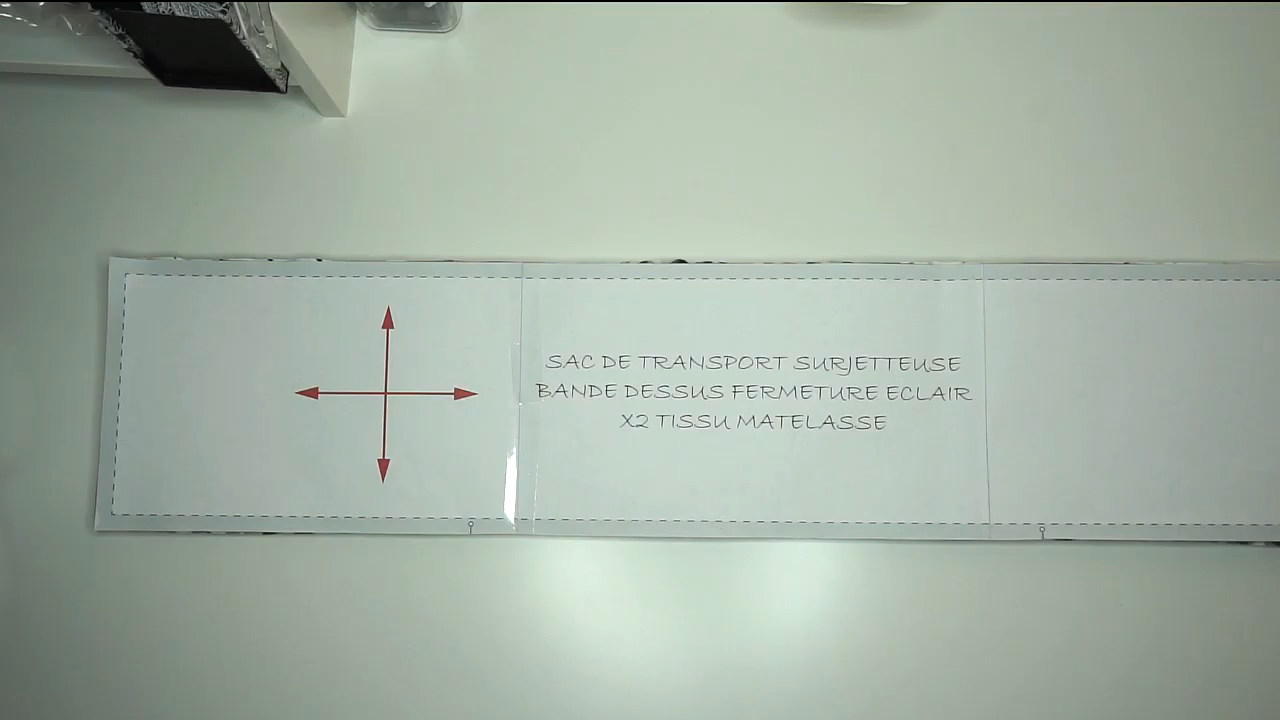 SAC DE TRANSPORT SURJETTEUSE
BANDE DESSUS FERMETURE ECLAIR
X2 TISSU MATELASSE